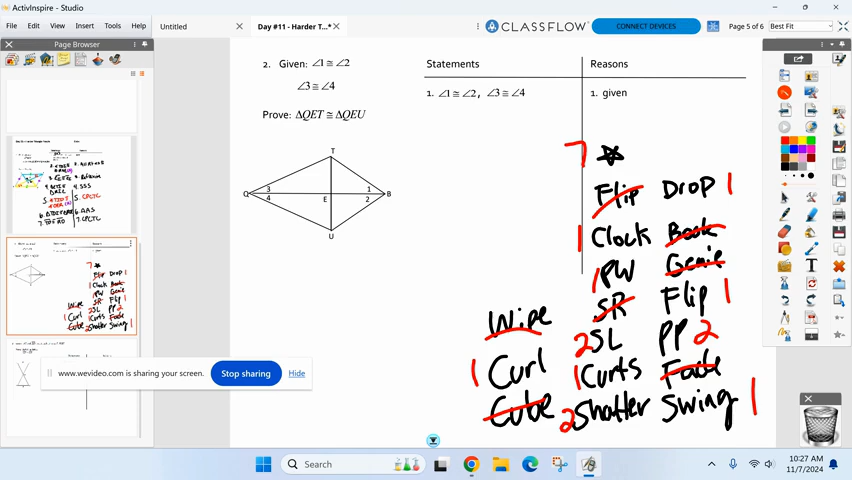 ActivInspire - Studio
File Edit View Insert Tools Help
Untitled
Day #11 - Harder T...*
CLASSFLOW
CONNECT DEVICES
Page 5 of 6
Best Fit
Page Browser
2. Given: ∠1 ≅ ∠2
∠3 ≅ ∠4
Prove: ΔQET ≅ ΔQEU
Statements
Reasons
1. ∠1 ≅ ∠2, ∠3 ≅ ∠4
1. given
T
Q
3
4
E
1
2
B
U
7
Flip Drop 1
1 Clock Book
1 PW Genie
SR Flip 1
Wipe 2 SL PP 2
1 Curl 1 Curts Fade
Cube 2 Shatter Swing 1
www.wevideo.com is sharing your screen.
Stop sharing
Hide
Search
10:27 AM
11/7/2024